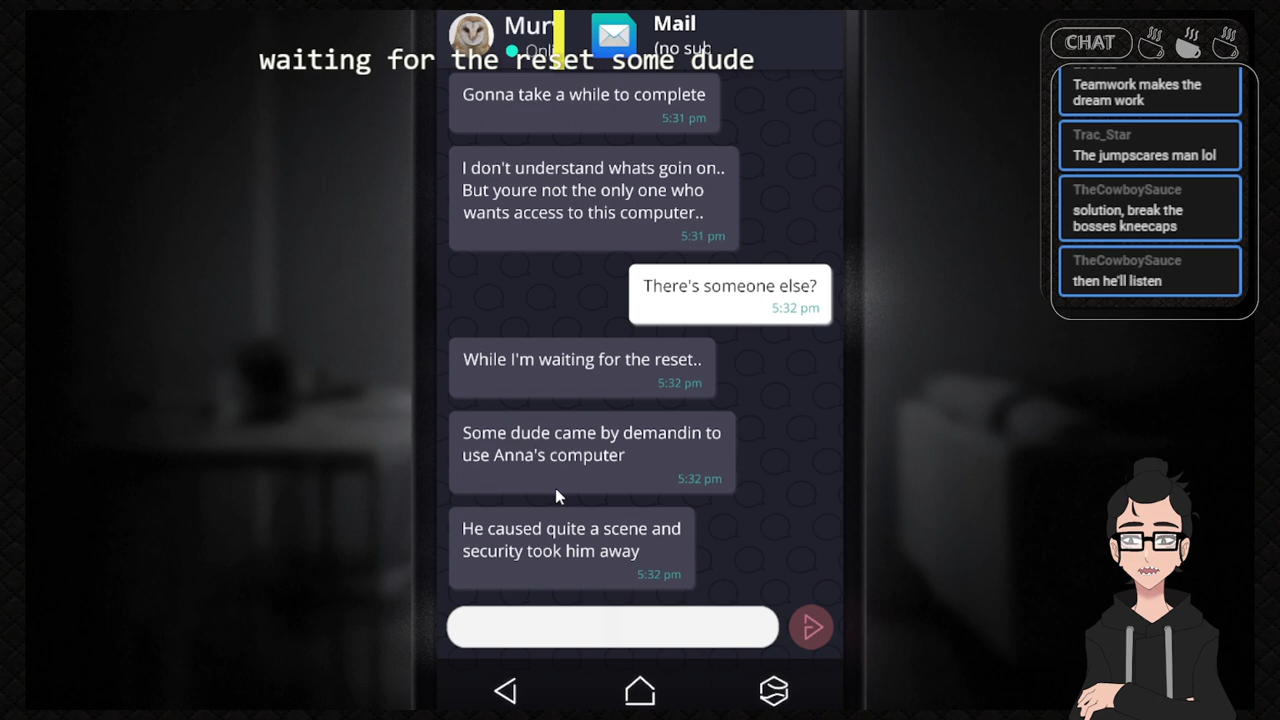 Mur
Onli
Mail
(no sub
waiting for the reset some dude
Gonna take a while to complete
5:31 pm
I don't understand whats goin on..
But youre not the only one who
wants access to this computer..
5:31 pm
There's someone else?
5:32 pm
While I'm waiting for the reset..
5:32 pm
Some dude came by demandin to
use Anna's computer
5:32 pm
He caused quite a scene and
security took him away
5:32 pm
CHAT
Teamwork makes the
dream work
Trac_Star
The jumpscares man lol
TheCowboySauce
solution, break the
bosses kneecaps
TheCowboySauce
then he'll listen